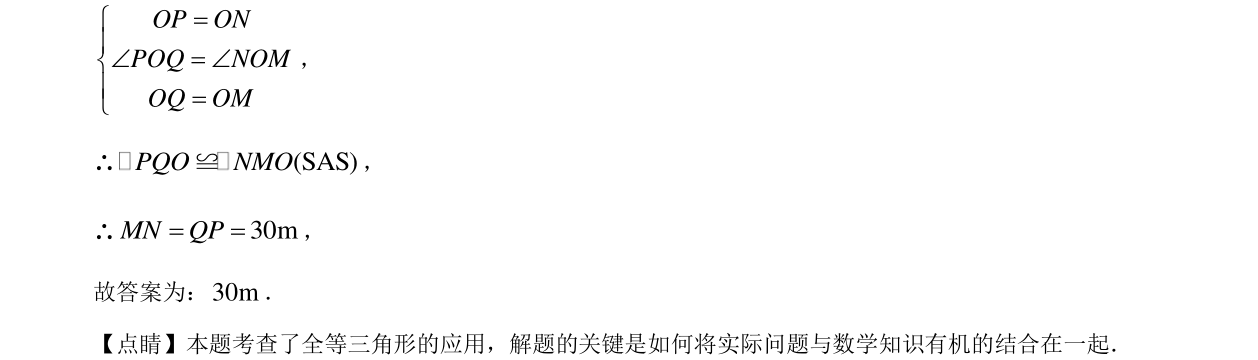 OP = ON
∠POQ = ∠NOM ，
OQ = OM
∴□PQO ≌□NMO(SAS)，
∴ MN = QP = 30m，
故答案为：30m．
【点睛】本题考查了全等三角形的应用，解题的关键是如何将实际问题与数学知识有机的结合在一起．